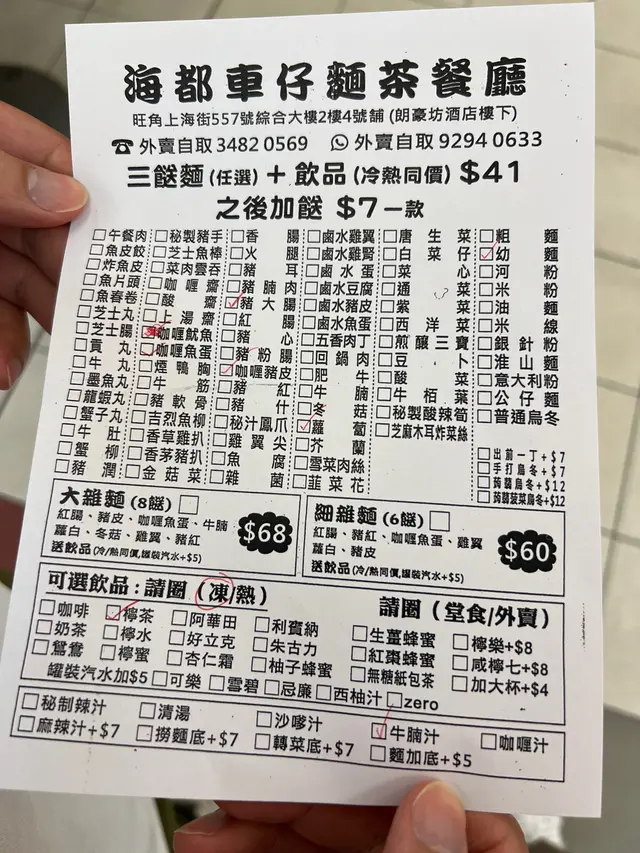 海都車仔麵茶餐廳
旺角上海街557號綜合大樓2樓4號舖 (朗豪坊酒店樓下)
☎外賣自取 3482 0569 外賣自取 9294 0633
三餸麵 (任選) + 飲品 (冷熱同價) $41
之後加餸 $7 一款
午餐肉
魚皮餃
炸魚皮
魚片頭
魚春卷
芝士丸
芝士腸
貢丸
牛丸
墨魚丸
龍蝦丸
蟹子丸
牛肚
蟹柳
豬潤
秘製豬手
芝士魚棒
菜肉雲吞
咖喱齋
酸齋
上湯齋
咖喱魷魚
咖喱魚蛋
煙鴨胸
牛筋
豬軟骨
吉烈魚柳
香草雞扒
香茅豬扒
金菇菜
香腸
火腿
豬耳
豬腩肉
豬大腸
紅腸
豬心
豬粉腸
咖喱豬皮
豬紅
豬什
秘汁鳳爪
雞翼尖
魚腐
雜菌
鹵水雞翼
鹵水雞腎
鹵水蛋
鹵水豆腐
鹵水豬皮
鹵水魚蛋
五香肉丁
回鍋肉
肥牛
牛腩
冬菇
蘿蔔
芥蘭
雪菜肉絲
韮菜花
唐生菜
白菜仔
菜心
通菜
紫菜
西洋菜
煎釀三寶
豆卜
酸菜
牛栢葉
秘製酸辣筍
芝麻木耳炸菜絲
粗麵
幼麵
河粉
米粉
油麵
米線
銀針粉
淮山麵
意大利粉
公仔麵
普通烏冬
出前一丁+$7
手打烏冬+$7
蒟蒻烏冬+$12
蒟蒻菠菜烏冬+$12
大雜麵 (8餸)
紅腸、豬皮、咖喱魚蛋、牛腩
蘿白、冬菇、雞翼、豬紅
送飲品 (冷/熱同價,罐裝汽水+$5)
$68
細雜麵 (6餸)
紅腸、豬紅、咖喱魚蛋、雞翼
蘿白、豬皮
送飲品 (冷/熱同價,罐裝汽水+$5)
$60
可選飲品:請圈 (凍/熱) 請圈 (堂食/外賣)
咖啡 檸茶 阿華田 利賓納 生薑蜂蜜 檸樂+$8
奶茶 檸水 好立克 朱古力 紅棗蜂蜜 咸檸七+$8
鴛鴦 檸蜜 杏仁霜 柚子蜂蜜 無糖紙包茶 加大杯+$4
罐裝汽水加$5 可樂 雪碧 忌廉 西柚汁 zero
秘制辣汁 清湯 沙嗲汁 牛腩汁 咖喱汁
麻辣汁+$7 撈麵底+$7 轉菜底+$7 麵加底+$5